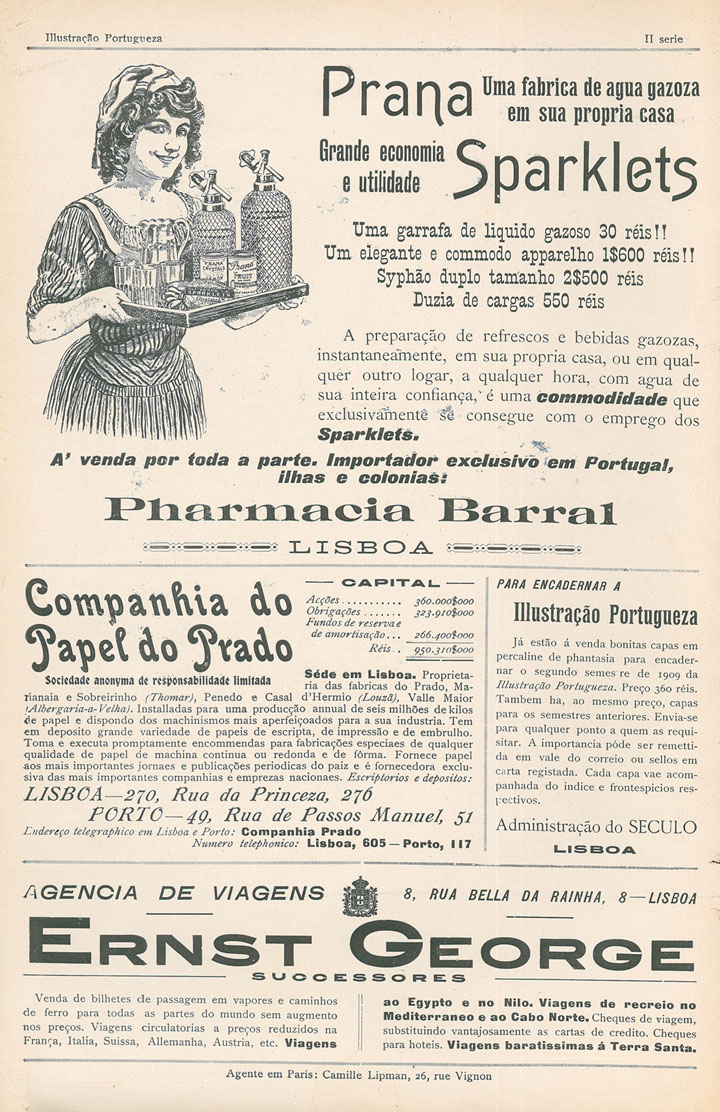 Illustração Portugueza
II serie
Prana
Uma fabrica de agua gazoza
em sua propria casa
Grande economia
e utilidade
Sparklets
Uma garrafa de liquido gazoso 30 réis!!
Um elegante e commodo apparelho 1$600 réis!!
Syphão duplo tamanho 2$500 réis
Duzia de cargas 550 réis
A preparação de refrescos e bebidas gazozas,
instantaneamente, em sua propria casa, ou em qual-
quer outro logar, a qualquer hora, com agua de
sua inteira confiança, é uma commodidade que
exclusivamente se consegue com o emprego dos
Sparklets.
A' venda por toda a parte. Importador exclusivo em Portugal,
ilhas e colonias:
Pharmacia Barral
LISBOA
Companhia do
Papel do Prado
Sociedade anonyma de responsabilidade limitada
CAPITAL
Acções .......... 360.000$000
Obrigações ....... 323.910$000
Fundos de reserva e
de amortisação... 266.400$000
Réis . 950.310$000
Séde em Lisboa. Proprieta-
ria das fabricas do Prado, Ma-
rianaia e Sobreirinho (Thomar), Penedo e Casal d'Hermio (Louzã), Valle Maior
(Albergaria-a-Velha). Installadas para uma producção annual de seis milhões de kilos
de papel e dispondo dos machinismos mais aperfeiçoados para a sua industria. Tem
em deposito grande variedade de papeis de escripta, de impressão e de embrulho.
Toma e executa promptamente encommendas para fabricações especiaes de qualquer
qualidade de papel de machina continua ou redonda e de fôrma. Fornece papel
aos mais importantes jornaes e publicações periodicas do paiz e é fornecedora exclu-
siva das mais importantes companhias e emprezas nacionaes. Escriptorios e depositos:
LISBOA—270, Rua da Princeza, 276
PORTO—49, Rua de Passos Manuel, 51
Endereço telegraphico em Lisboa e Porto: Companhia Prado
Numero telephonico: Lisboa, 605—Porto, 117
PARA ENCADERNAR A
Illustração Portugueza
Já estão á venda bonitas capas em
percaline de phantasia para encader-
nar o segundo semestre de 1909 da
Illustração Portugueza. Preço 360 réis.
Tambem ha, ao mesmo preço, capas
para os semestres anteriores. Envia-se
para qualquer ponto a quem as requi-
sitar. A importancia póde ser remetti-
da em vale do correio ou sellos em
carta registada. Cada capa vae acom-
panhada do indice e frontespicios res-
pectivos.
Administração do SECULO
LISBOA
AGENCIA DE VIAGENS
8, RUA BELLA DA RAINHA, 8—LISBOA
ERNST GEORGE
SUCCESSORES
Venda de bilhetes de passagem em vapores e caminhos
de ferro para todas as partes do mundo sem augmento
nos preços. Viagens circulatorias a preços reduzidos na
França, Italia, Suissa, Allemanha, Austria, etc. Viagens
ao Egypto e no Nilo. Viagens de recreio no
Mediterraneo e ao Cabo Norte. Cheques de viagem,
substituindo vantajosamente as cartas de credito. Cheques
para hoteis. Viagens baratissimas á Terra Santa.
Agente em Paris: Camille Lipman, 26, rue Vignon